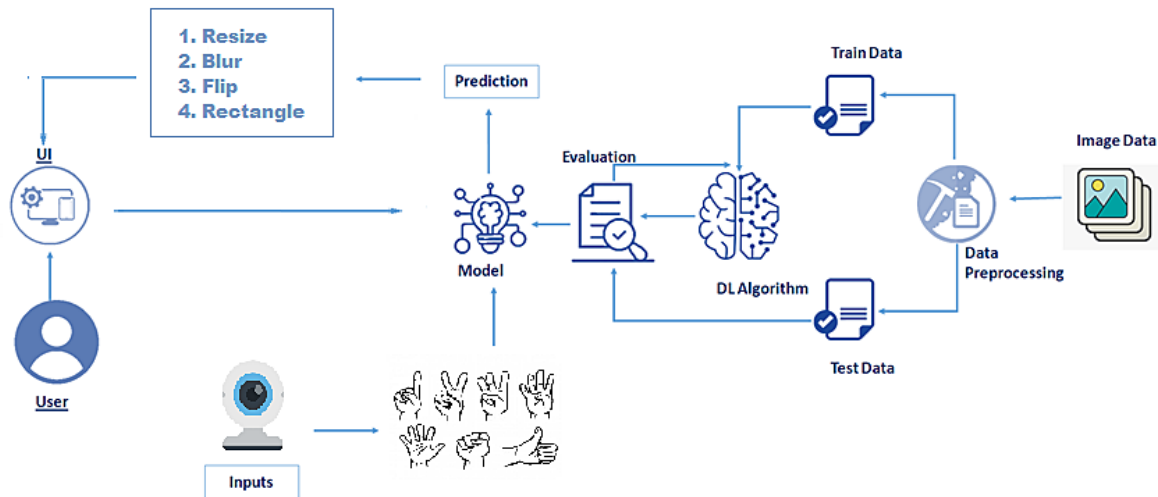 1. Resize
2. Blur
3. Flip
4. Rectangle
Prediction
Train Data
Image Data
UI
Evaluation
Model
DL Algorithm
Data
Preprocessing
Test Data
User
Inputs